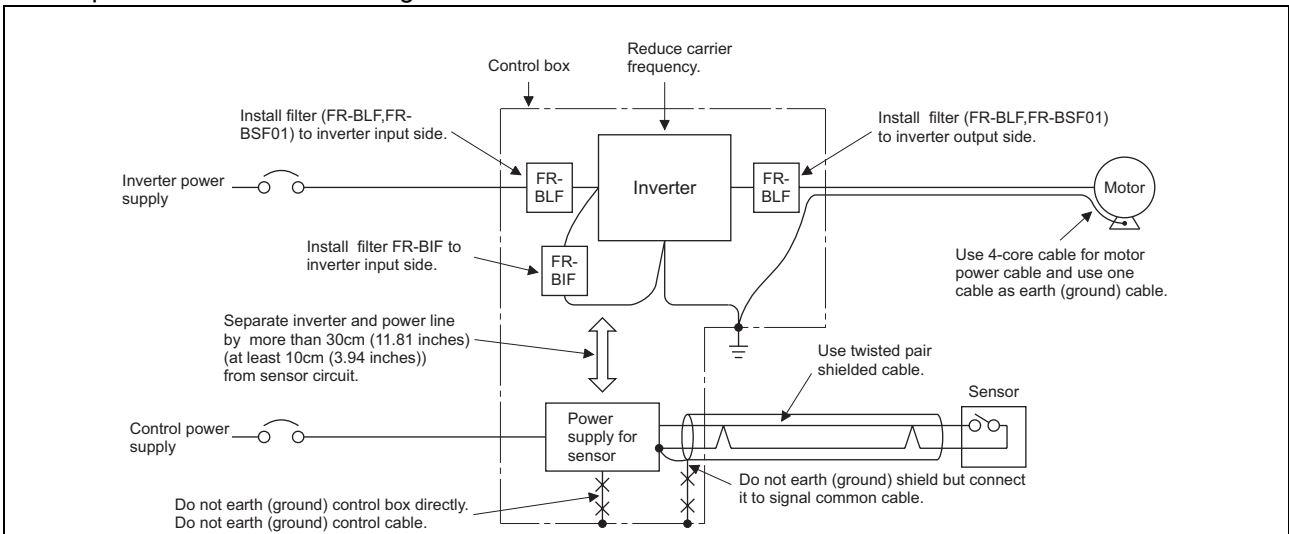 Reduce carrier
frequency.
Control box
Install filter (FR-BLF,FR-
BSF01) to inverter input side.
Install  filter (FR-BLF,FR-BSF01)
to inverter output side.
Inverter power
supply
FR-
BLF
Inverter
FR-
BLF
Motor
Install  filter FR-BIF to
inverter input side.
FR-
BIF
Use 4-core cable for motor
power cable and use one
cable as earth (ground) cable.
Separate inverter and power line
by  more than 30cm (11.81 inches)
(at least 10cm (3.94 inches))
from sensor circuit.
Use twisted pair
shielded cable.
Sensor
Control power
supply
Power
supply for
sensor
Do not earth (ground) shield but connect
it to signal common cable.
Do not earth (ground) control box directly.
Do not earth (ground) control cable.